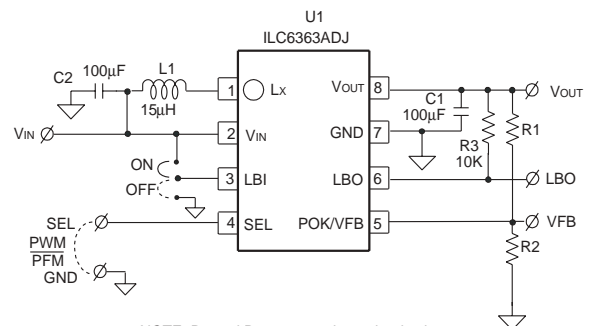 U1
ILC6363ADJ
C2 100µF
L1
15µH
1 LX
VOUT 8
C1
100µF
VOUT
VIN
2 VIN
GND 7
R3
10K
R1
ON
OFF
3 LBI
LBO 6
LBO
SEL
4 SEL
POK/VFB 5
VFB
PWM
PFM
GND
R2